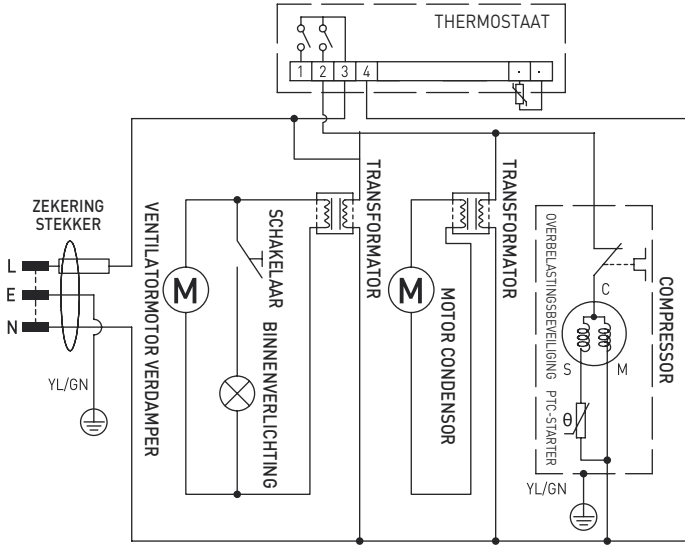 THERMOSTAAT
1 2 3 4
ZEKERING
STEKKER
L
E
N
YL/GN
VENTILATORMOTOR VERDAMPER
M
SCHAKELAAR
BINNENVERLICHTING
TRANSFORMATOR
M
MOTOR CONDENSOR
TRANSFORMATOR
OVERBELASTINGSBEVEILIGING
PTC-STARTER
C
S
M
θ
COMPRESSOR
YL/GN